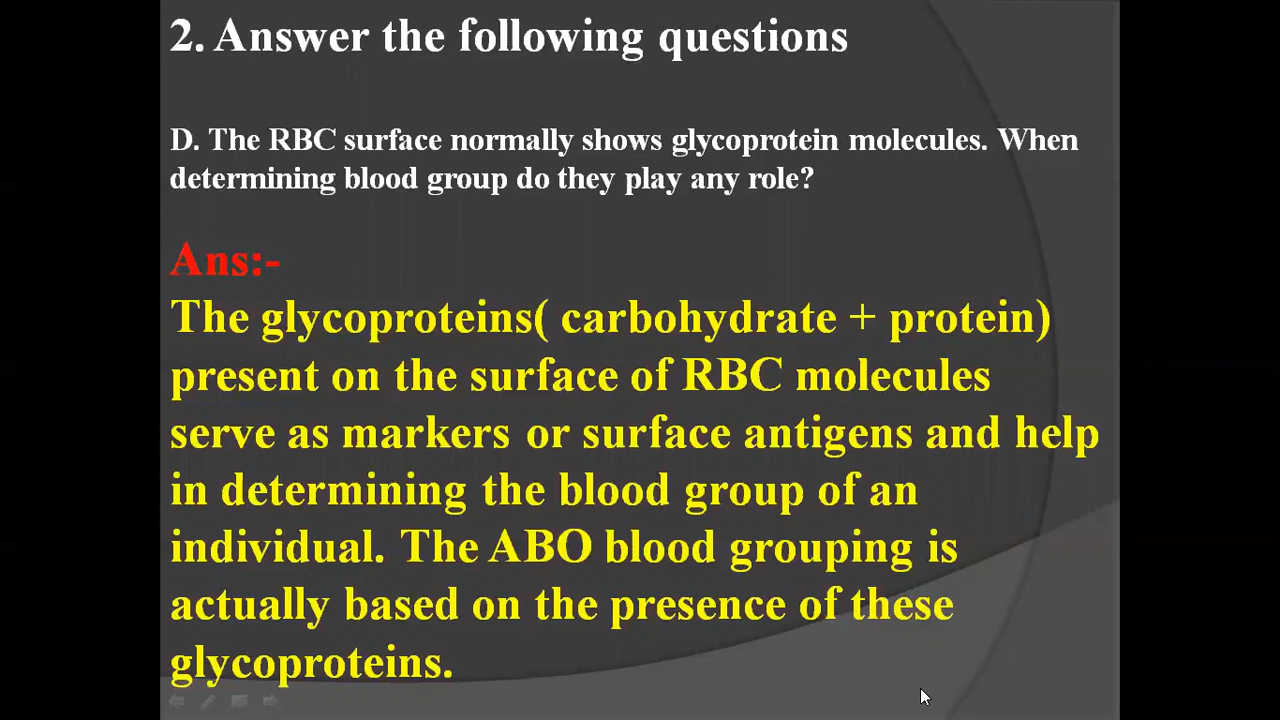 2. Answer the following questions
D. The RBC surface normally shows glycoprotein molecules. When
determining blood group do they play any role?
Ans:-
The glycoproteins( carbohydrate + protein)
present on the surface of RBC molecules
serve as markers or surface antigens and help
in determining the blood group of an
individual. The ABO blood grouping is
actually based on the presence of these
glycoproteins.